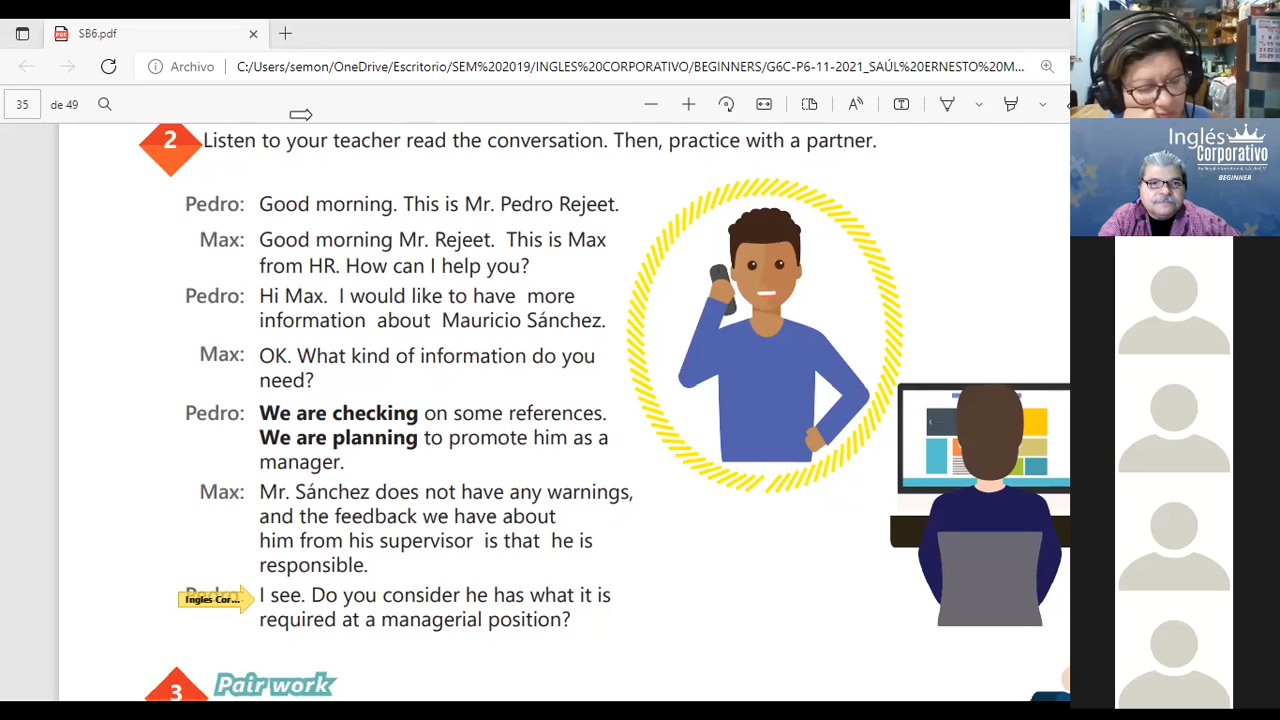 SB6.pdf
Archivo
C:/Users/semon/OneDrive/Escritorio/SEM%202019/INGLES%20CORPORATIVO/BEGINNERS/G6C-P6-11-2021_SAÚL%20ERNESTO%20M...
35 de 49
2 Listen to your teacher read the conversation. Then, practice with a partner.
Pedro: Good morning. This is Mr. Pedro Rejeet.
Max: Good morning Mr. Rejeet. This is Max
from HR. How can I help you?
Pedro: Hi Max. I would like to have more
information about Mauricio Sánchez.
Max: OK. What kind of information do you
need?
Pedro: We are checking on some references.
We are planning to promote him as a
manager.
Max: Mr. Sánchez does not have any warnings,
and the feedback we have about
him from his supervisor is that he is
responsible.
Pedro: I see. Do you consider he has what it is
Ingles Cor...
required at a managerial position?
3 Pair work
Inglés
Corporativo
BEGINNER